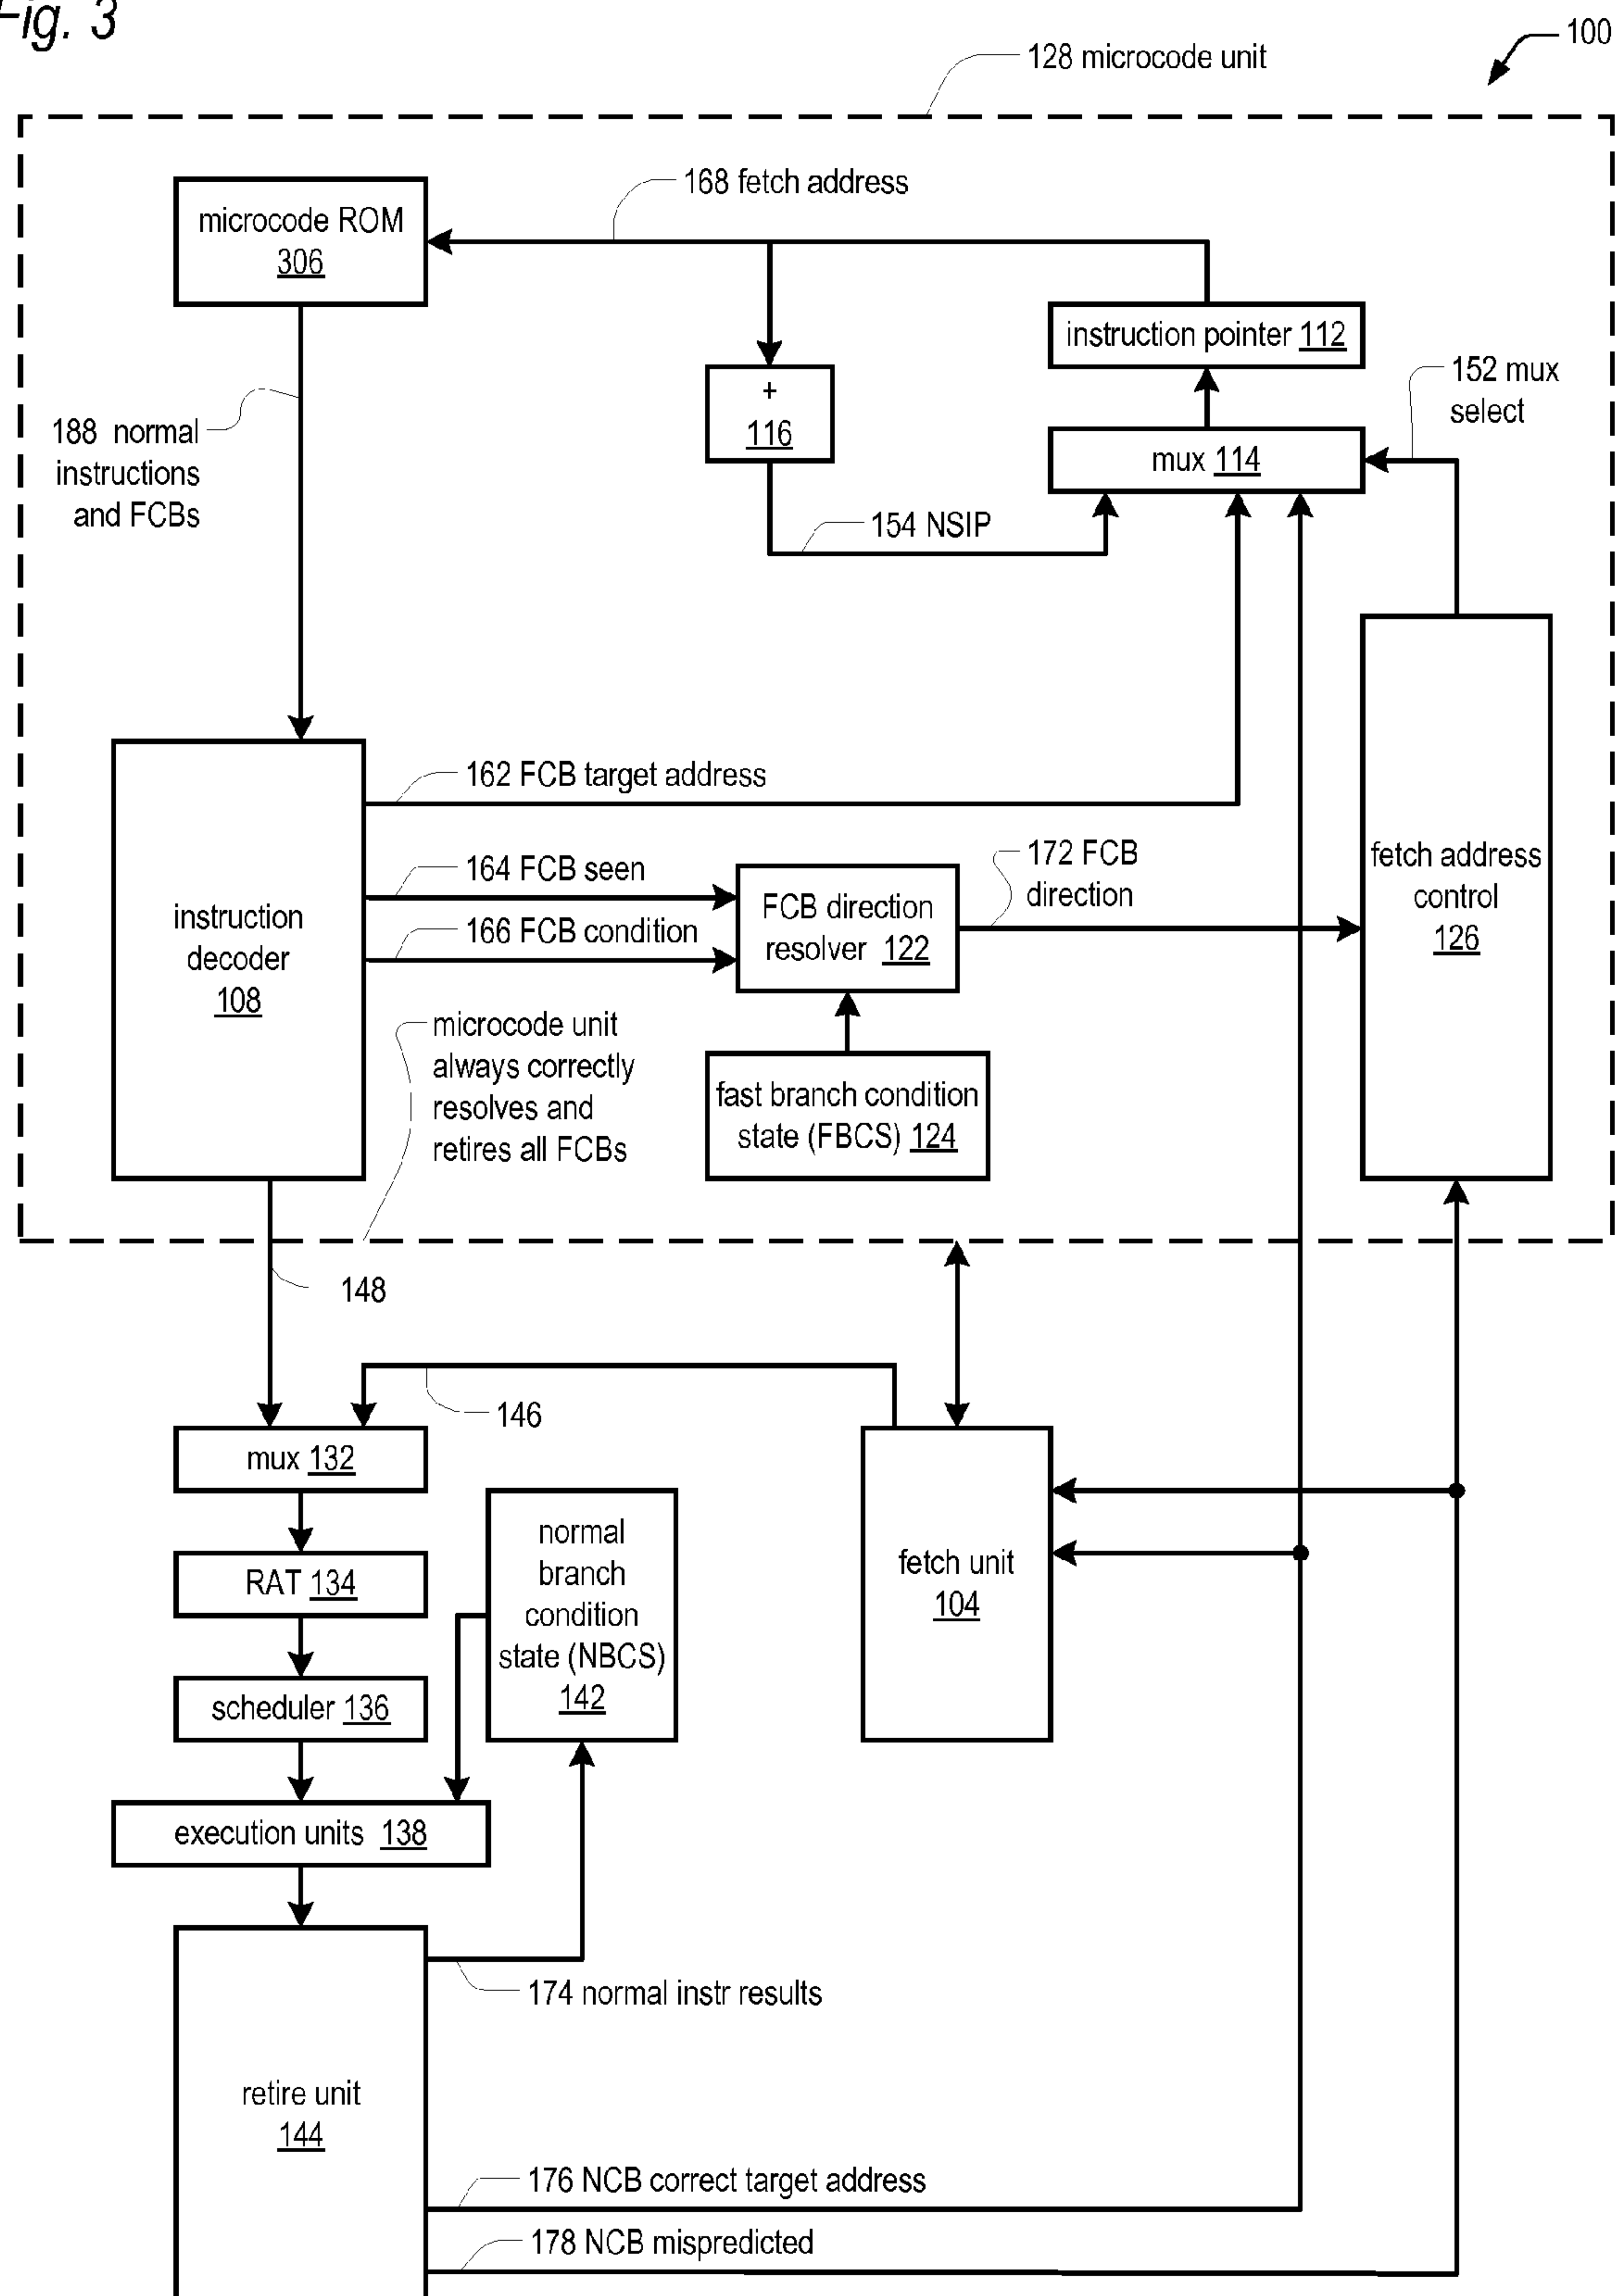 Fig. 3
100
128 microcode unit
168 fetch address
microcode ROM
306
instruction pointer 112
152 mux
select
+
116
188 normal
instructions
and FCBs
mux 114
154 NSIP
162 FCB target address
164 FCB seen
172 FCB
direction
fetch address
control
126
instruction
decoder
108
FCB direction
resolver 122
166 FCB condition
microcode unit
always correctly
resolves and
retires all FCBs
fast branch condition
state (FBCS) 124
148
146
mux 132
normal
branch
condition
state (NBCS)
142
fetch unit
104
RAT 134
scheduler 136
execution units 138
174 normal instr results
retire unit
144
176 NCB correct target address
178 NCB mispredicted